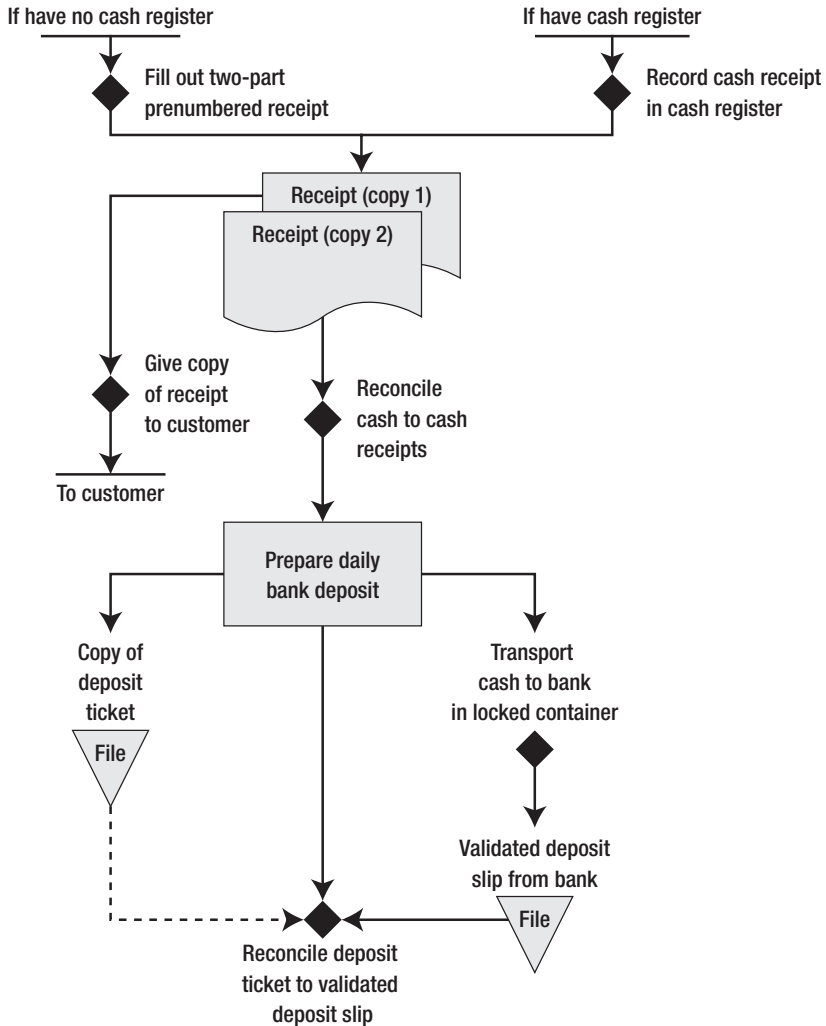 If have no cash register
If have cash register
Fill out two-part
prenumbered receipt
Record cash receipt
in cash register
Receipt (copy 1)
Receipt (copy 2)
Give copy
of receipt
to customer
Reconcile
cash to cash
receipts
To customer
Prepare daily
bank deposit
Copy of
deposit
ticket
File
Transport
cash to bank
in locked container
Validated deposit
slip from bank
File
Reconcile deposit
ticket to validated
deposit slip